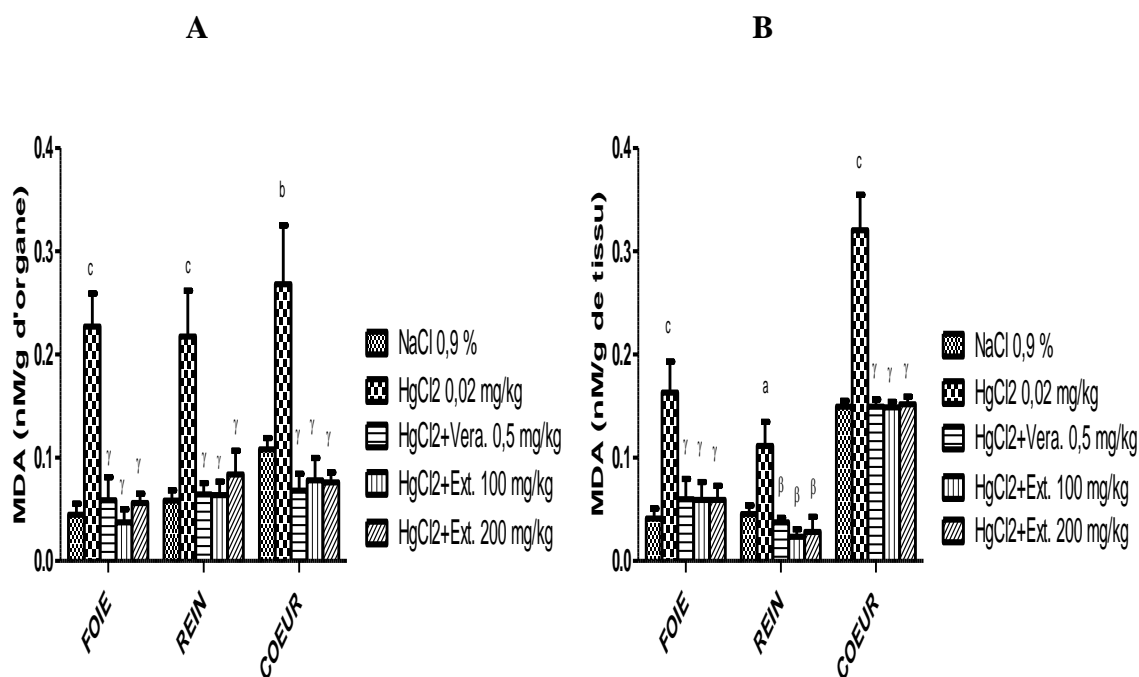 A
MDA (nM/g d'organe)
0.4
0.3
0.2
0.1
0.0
c
γ
γ
γ
c
γ
γ
γ
b
γ
γ
γ
FOIE
REIN
COEUR
NaCl 0,9 %
HgCl2 0,02 mg/kg
HgCl2+Vera. 0,5 mg/kg
HgCl2+Ext. 100 mg/kg
HgCl2+Ext. 200 mg/kg
B
MDA (nM/g de tissu)
0.4
0.3
0.2
0.1
0.0
c
γ γ γ
a
β β β
c
γ γ γ
FOIE
REIN
COEUR
NaCl 0,9 %
HgCl2 0,02 mg/kg
HgCl2+Vera. 0,5 mg/kg
HgCl2+Ext. 100 mg/kg
HgCl2+Ext. 200 mg/kg